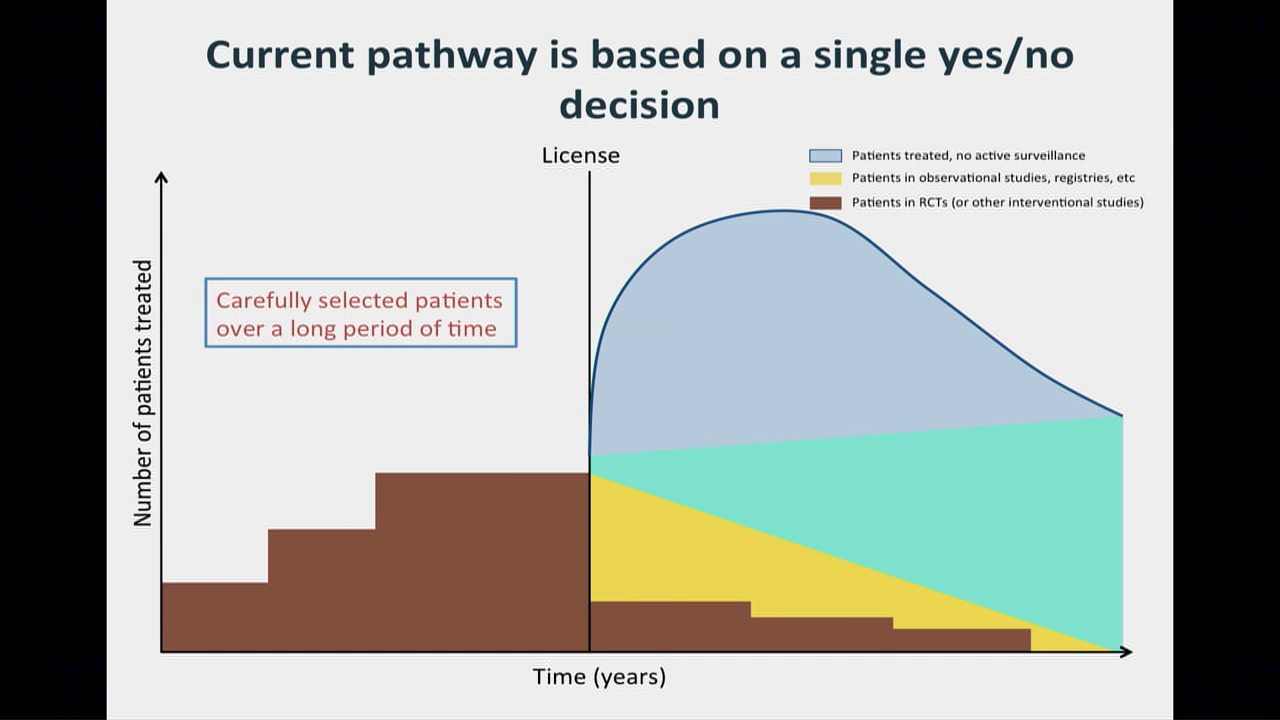 Current pathway is based on a single yes/no
decision
License
Patients treated, no active surveillance
Patients in observational studies, registries, etc
Patients in RCTs (or other interventional studies)
Carefully selected patients
over a long period of time
Number of patients treated
Time (years)